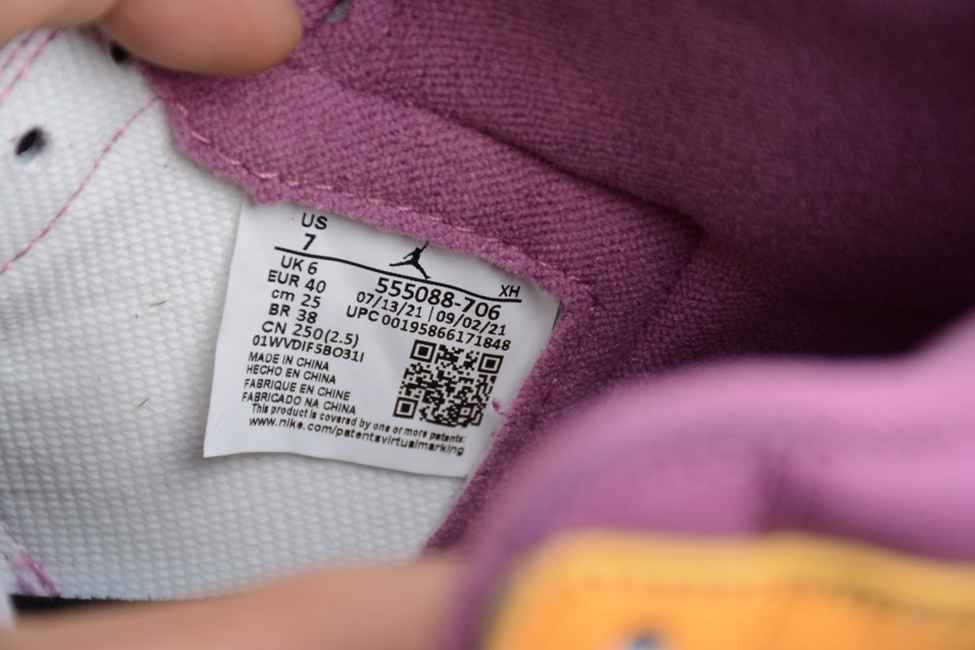 US
7
UK 6
EUR 40
cm 25
BR 38
CN 250(2.5)
01WVDIF5BO31I
XH
555088-706
07/13/21 | 09/02/21
UPC 00195866171848
MADE IN CHINA
HECHO EN CHINA
FABRIQUE EN CHINE
FABRICADO NA CHINA
This product is covered by one or more patents:
www.nike.com/patentsvirtualmarking